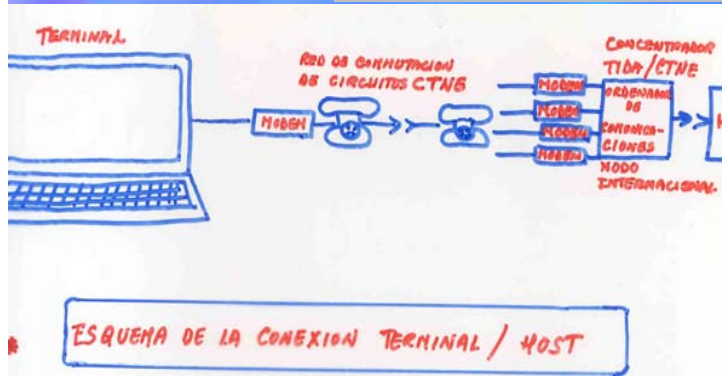 TERMINAL
RED DE CONMUTACION
DE CIRCUITOS CTNE
MODEM
CONCENTRADOR
TIDA/CTNE
MODEM
MODEM
MODEM
MODEM
ORDENADOR
DE
COMUNICA-
CIONES
NODO
INTERNACIONAL
ESQUEMA DE LA CONEXION TERMINAL / HOST